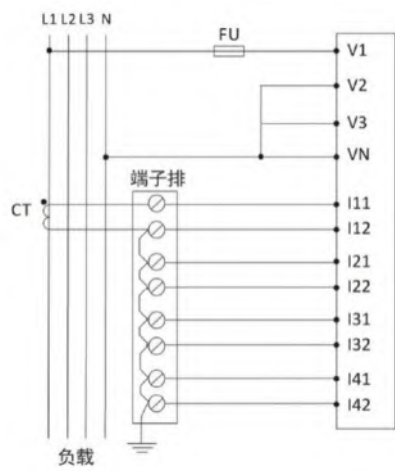 L1 L2 L3 N
FU
V1
V2
V3
VN
端子排
CT
I11
I12
I21
I22
I31
I32
I41
I42
负载